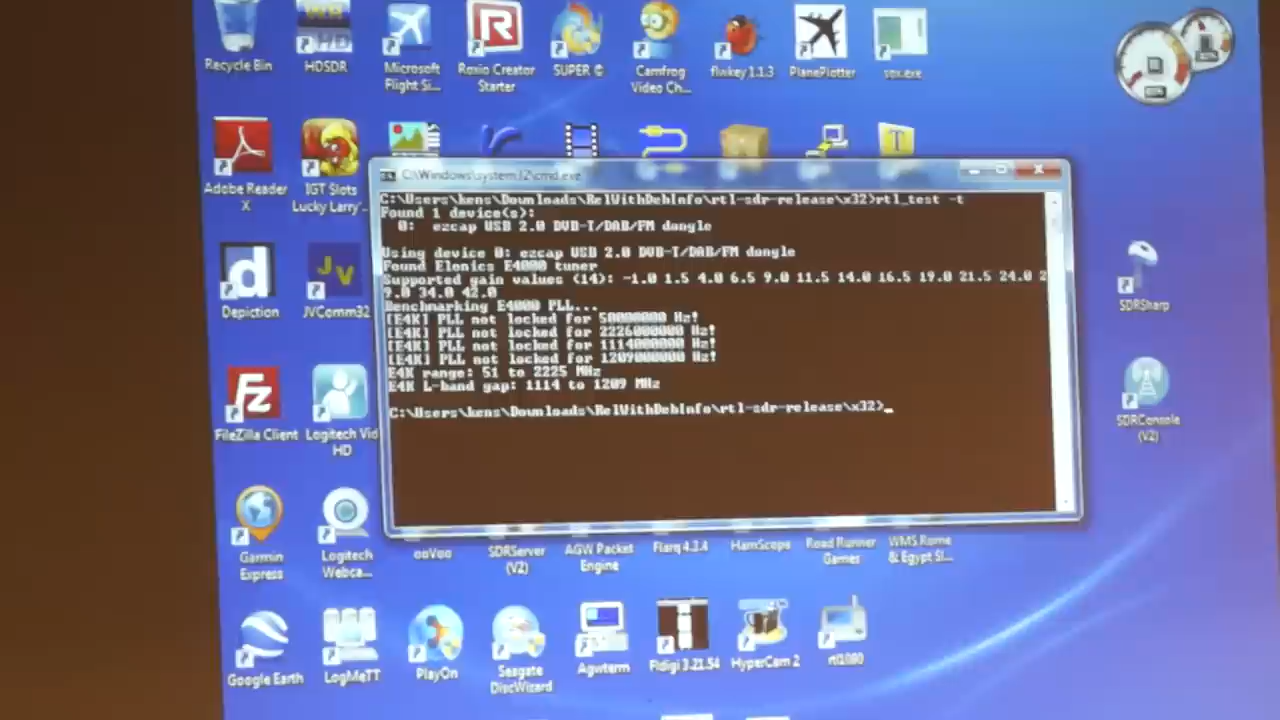 Recycle Bin
HDSDR
Microsoft
Flight Si...
Roxio Creator
Starter
SUPER ©
Camfrog
Video Ch...
flwkey 1.1.3
PlanePlotter
sox.exe
Adobe Reader
X
IGT Slots
Lucky Larry'...
Depiction
JVComm32
FileZilla Client
Logitech Vid
HD
C:\Windows\system32\cmd.exe
C:\Users\kens\Downloads\RelWithDebInfo\rtl-sdr-release\x32>rtl_test -t
Found 1 device(s):
0: ezcap USB 2.0 DVB-T/DAB/FM dongle
Using device 0: ezcap USB 2.0 DVB-T/DAB/FM dongle
Found Elonics E4000 tuner
Supported gain values (14): -1.0 1.5 4.0 6.5 9.0 11.5 14.0 16.5 19.0 21.5 24.0 2
9.0 34.0 42.0
Benchmarking E4000 PLL...
[E4K] PLL not locked for 50000000 Hz!
[E4K] PLL not locked for 2226000000 Hz!
[E4K] PLL not locked for 1114000000 Hz!
[E4K] PLL not locked for 1209000000 Hz!
E4K range: 51 to 2225 MHz
E4K L-band gap: 1114 to 1209 MHz
C:\Users\kens\Downloads\RelWithDebInfo\rtl-sdr-release\x32>_
SDRSharp
SDRConsole
(V2)
Garmin
Express
Logitech
Webca...
ooVoo
SDRServer
(V2)
AGW Packet
Engine
Flarq 4.3.4
HamScope
Road Runner
Games
WMS Rome
& Egypt Sl...
Google Earth
LogMeTT
PlayOn
Seagate
DiscWizard
Agwterm
Fldigi 3.21.54
HyperCam 2
rtl1090